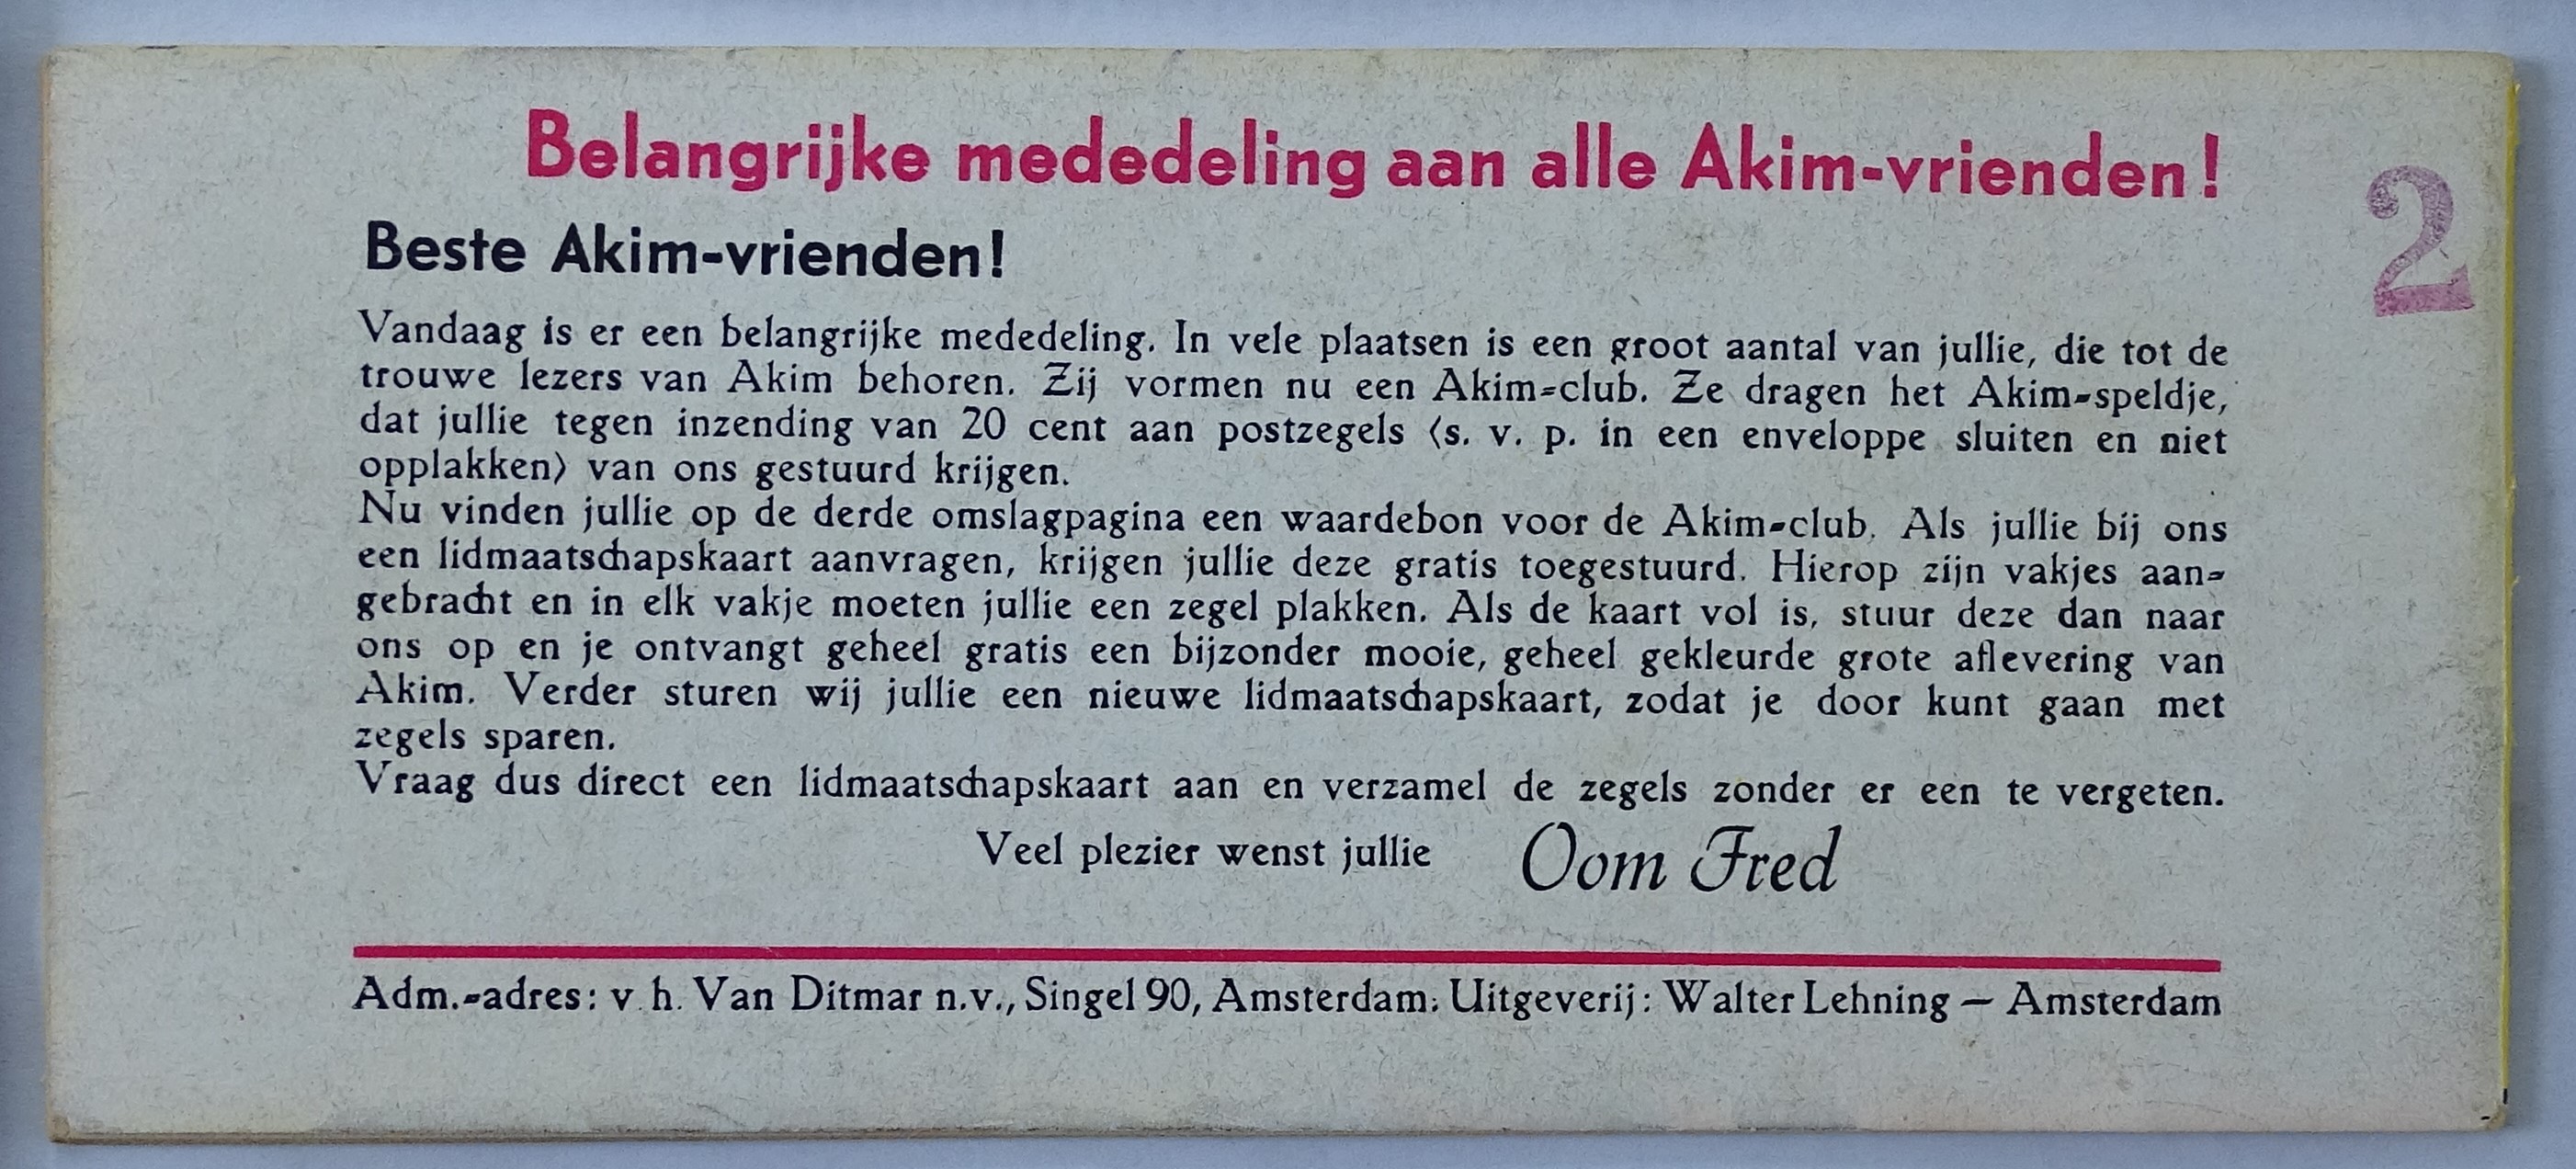 Belangrijke mededeling aan alle Akim-vrienden!
2
Beste Akim-vrienden!
Vandaag is er een belangrijke mededeling. In vele plaatsen is een groot aantal van jullie, die tot de
trouwe lezers van Akim behoren. Zij vormen nu een Akim-club. Ze dragen het Akim-speldje,
dat jullie tegen inzending van 20 cent aan postzegels (s. v. p. in een enveloppe sluiten en niet
opplakken) van ons gestuurd krijgen.
Nu vinden jullie op de derde omslagpagina een waardebon voor de Akim-club. Als jullie bij ons
een lidmaatschapskaart aanvragen, krijgen jullie deze gratis toegestuurd. Hierop zijn vakjes aan-
gebracht en in elk vakje moeten jullie een zegel plakken. Als de kaart vol is, stuur deze dan naar
ons op en je ontvangt geheel gratis een bijzonder mooie, geheel gekleurde grote aflevering van
Akim. Verder sturen wij jullie een nieuwe lidmaatschapskaart, zodat je door kunt gaan met
zegels sparen.
Vraag dus direct een lidmaatschapskaart aan en verzamel de zegels zonder er een te vergeten.
Veel plezier wenst jullie Oom Fred
Adm.-adres: v. h. Van Ditmar n.v., Singel 90, Amsterdam. Uitgeverij: Walter Lehning — Amsterdam